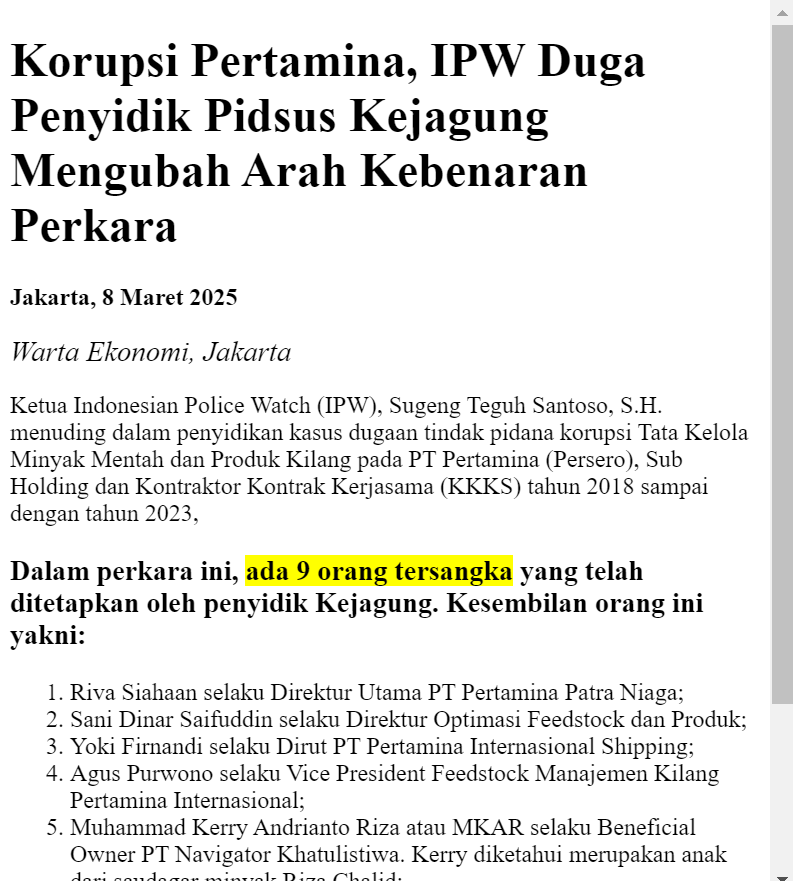 Korupsi Pertamina, IPW Duga
Penyidik Pidsus Kejagung
Mengubah Arah Kebenaran
Perkara
Jakarta, 8 Maret 2025
Warta Ekonomi, Jakarta
Ketua Indonesian Police Watch (IPW), Sugeng Teguh Santoso, S.H.
menuding dalam penyidikan kasus dugaan tindak pidana korupsi Tata Kelola
Minyak Mentah dan Produk Kilang pada PT Pertamina (Persero), Sub
Holding dan Kontraktor Kontrak Kerjasama (KKKS) tahun 2018 sampai
dengan tahun 2023,
Dalam perkara ini, ada 9 orang tersangka yang telah
ditetapkan oleh penyidik Kejagung. Kesembilan orang ini
yakni:
1. Riva Siahaan selaku Direktur Utama PT Pertamina Patra Niaga;
2. Sani Dinar Saifuddin selaku Direktur Optimasi Feedstock dan Produk;
3. Yoki Firnandi selaku Dirut PT Pertamina Internasional Shipping;
4. Agus Purwono selaku Vice President Feedstock Manajemen Kilang
Pertamina Internasional;
5. Muhammad Kerry Andrianto Riza atau MKAR selaku Beneficial
Owner PT Navigator Khatulistiwa. Kerry diketahui merupakan anak
dari saudagar minyak Riza Chalid;